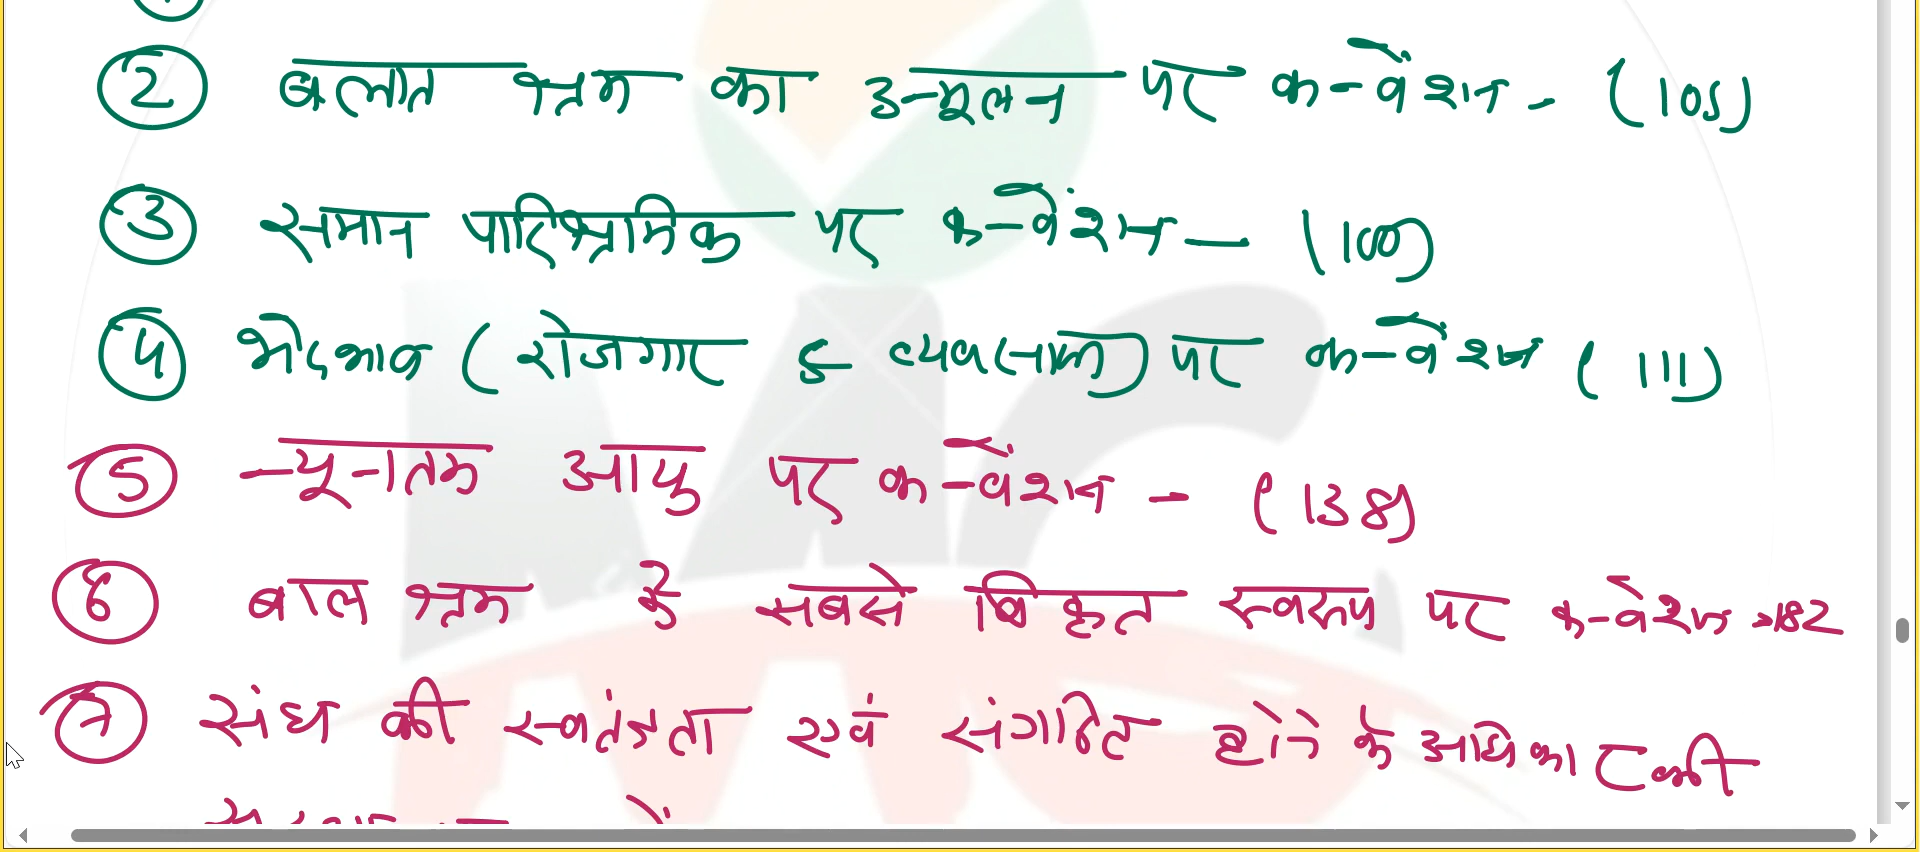 2 बलात श्रम का उन्मूलन पर कन्वेंशन - (105)
3 समान पारिश्रमिक पर कन्वेंशन — (100)
4 भेदभाव (रोजगार & व्यवसाय) पर कन्वेंशन (111)
5 न्यूनतम आयु पर कन्वेंशन - (138)
6 बाल श्रम के सबसे विकृत स्वरूप पर कन्वेंशन → 182
7 संघ की स्वतंत्रता एवं संगठित होने के अधिकार की